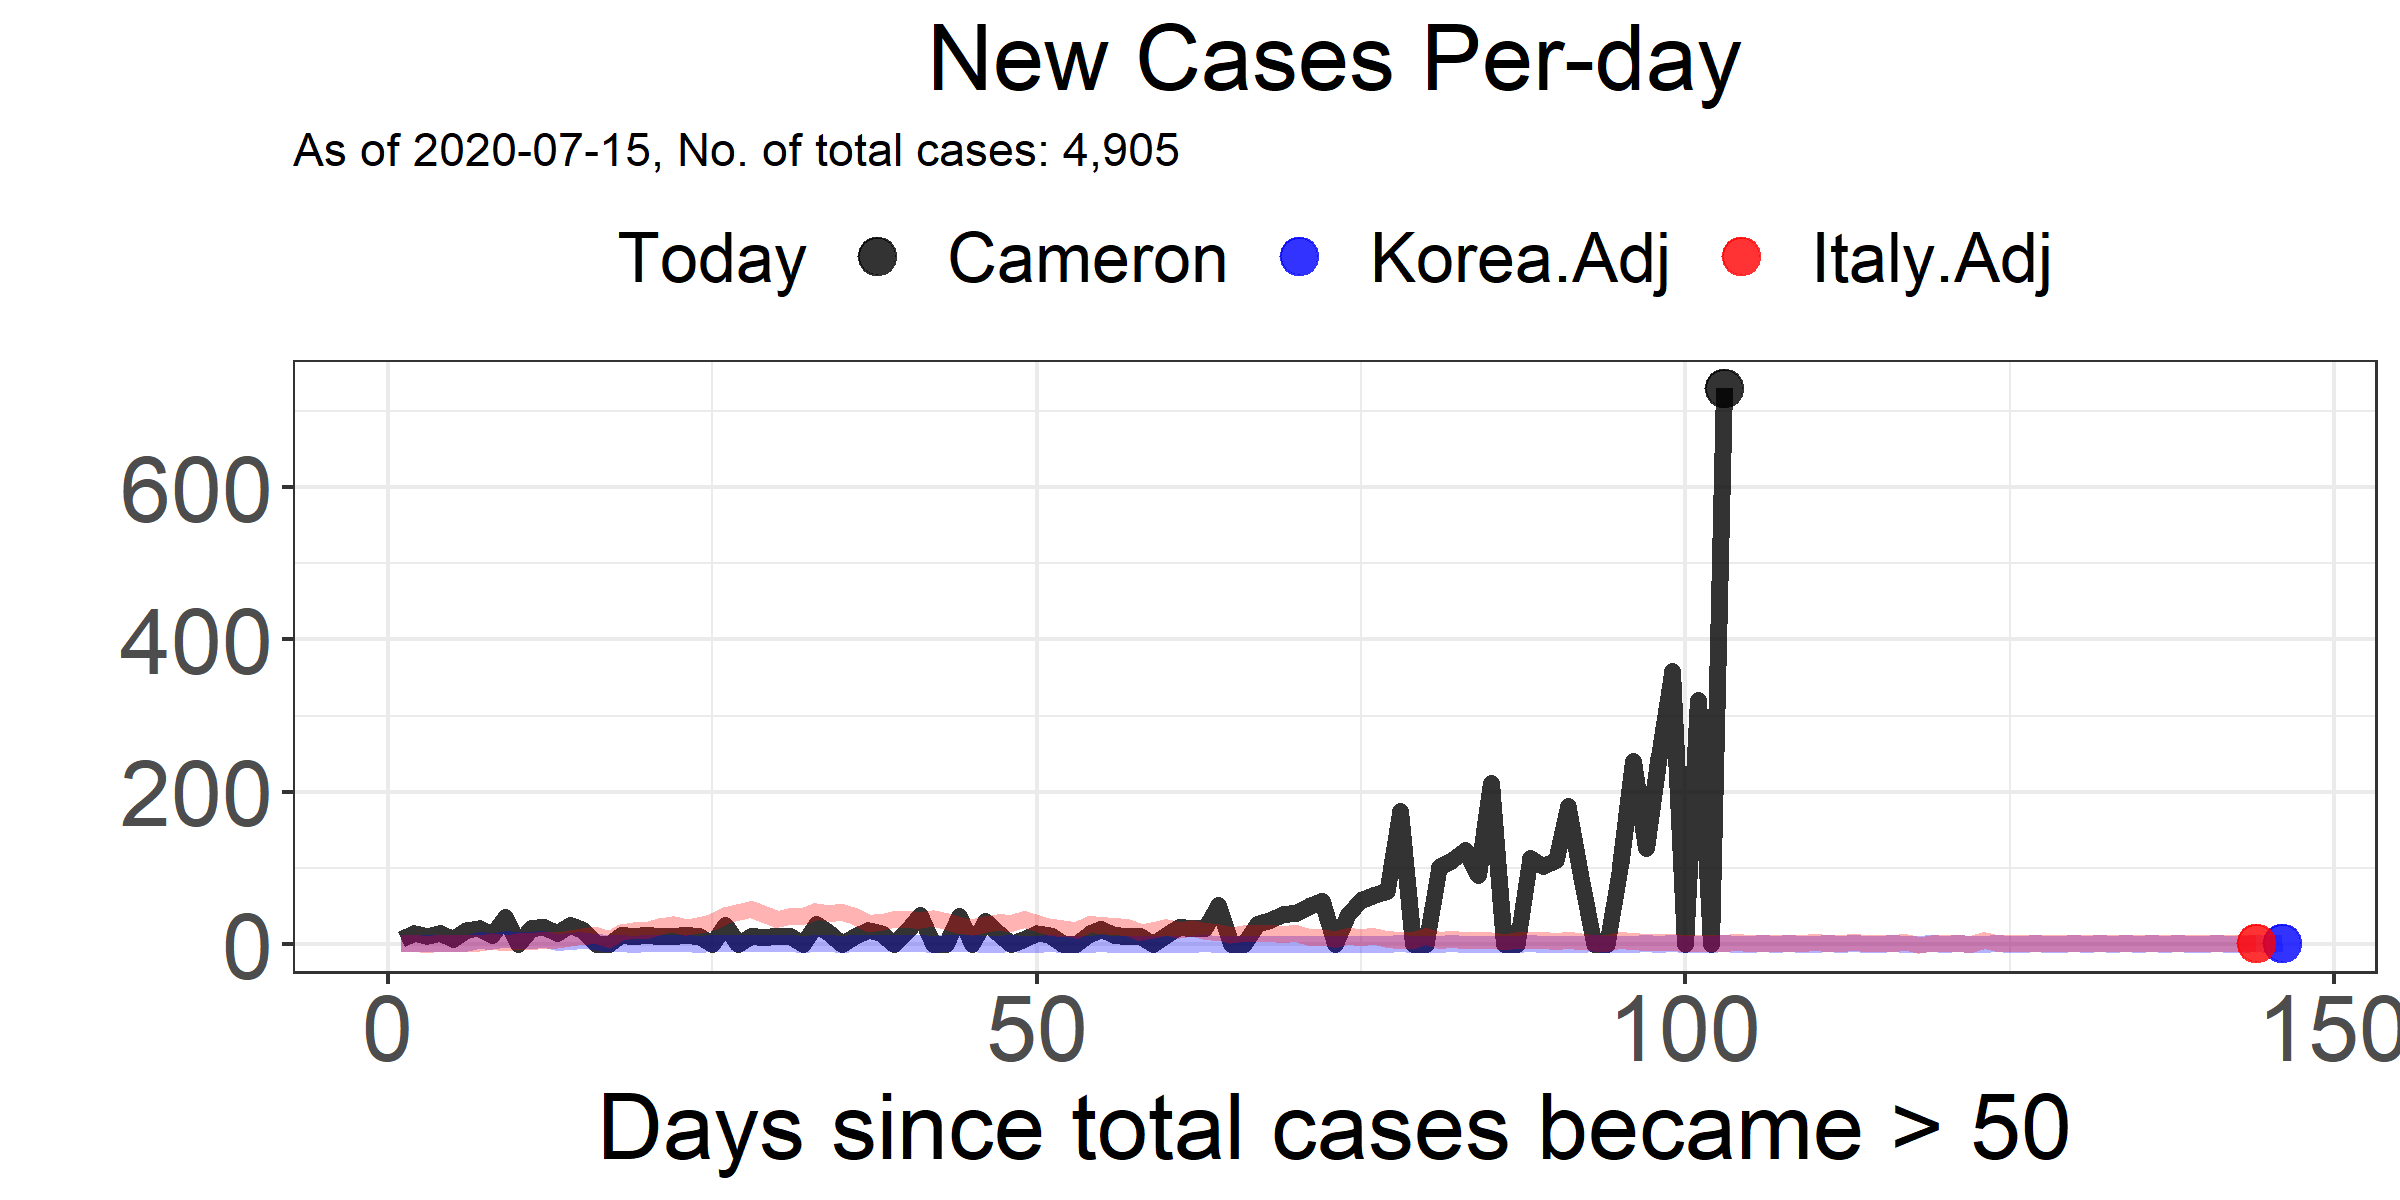 New Cases Per-day
As of 2020-07-15, No. of total cases: 4,905
Today Cameron Korea.Adj Italy.Adj
600
400
200
0
0 50 100 150
Days since total cases became > 50